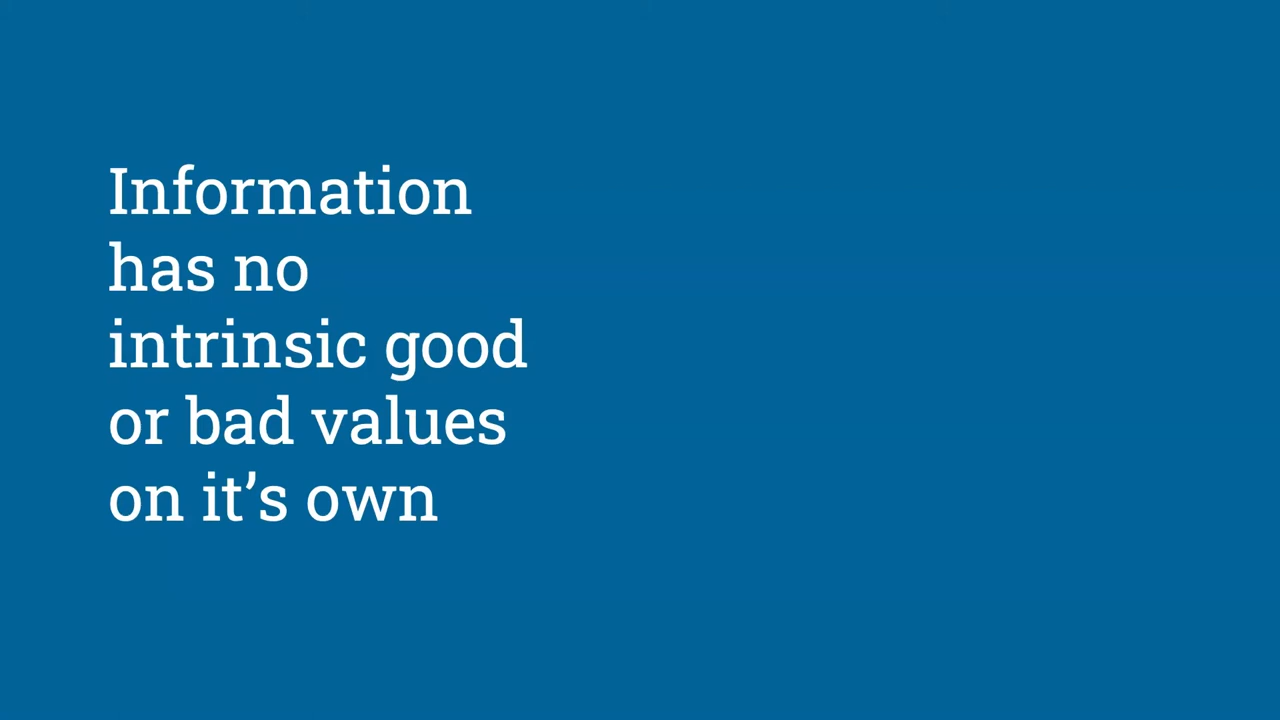 Information
has no
intrinsic good
or bad values
on it’s own